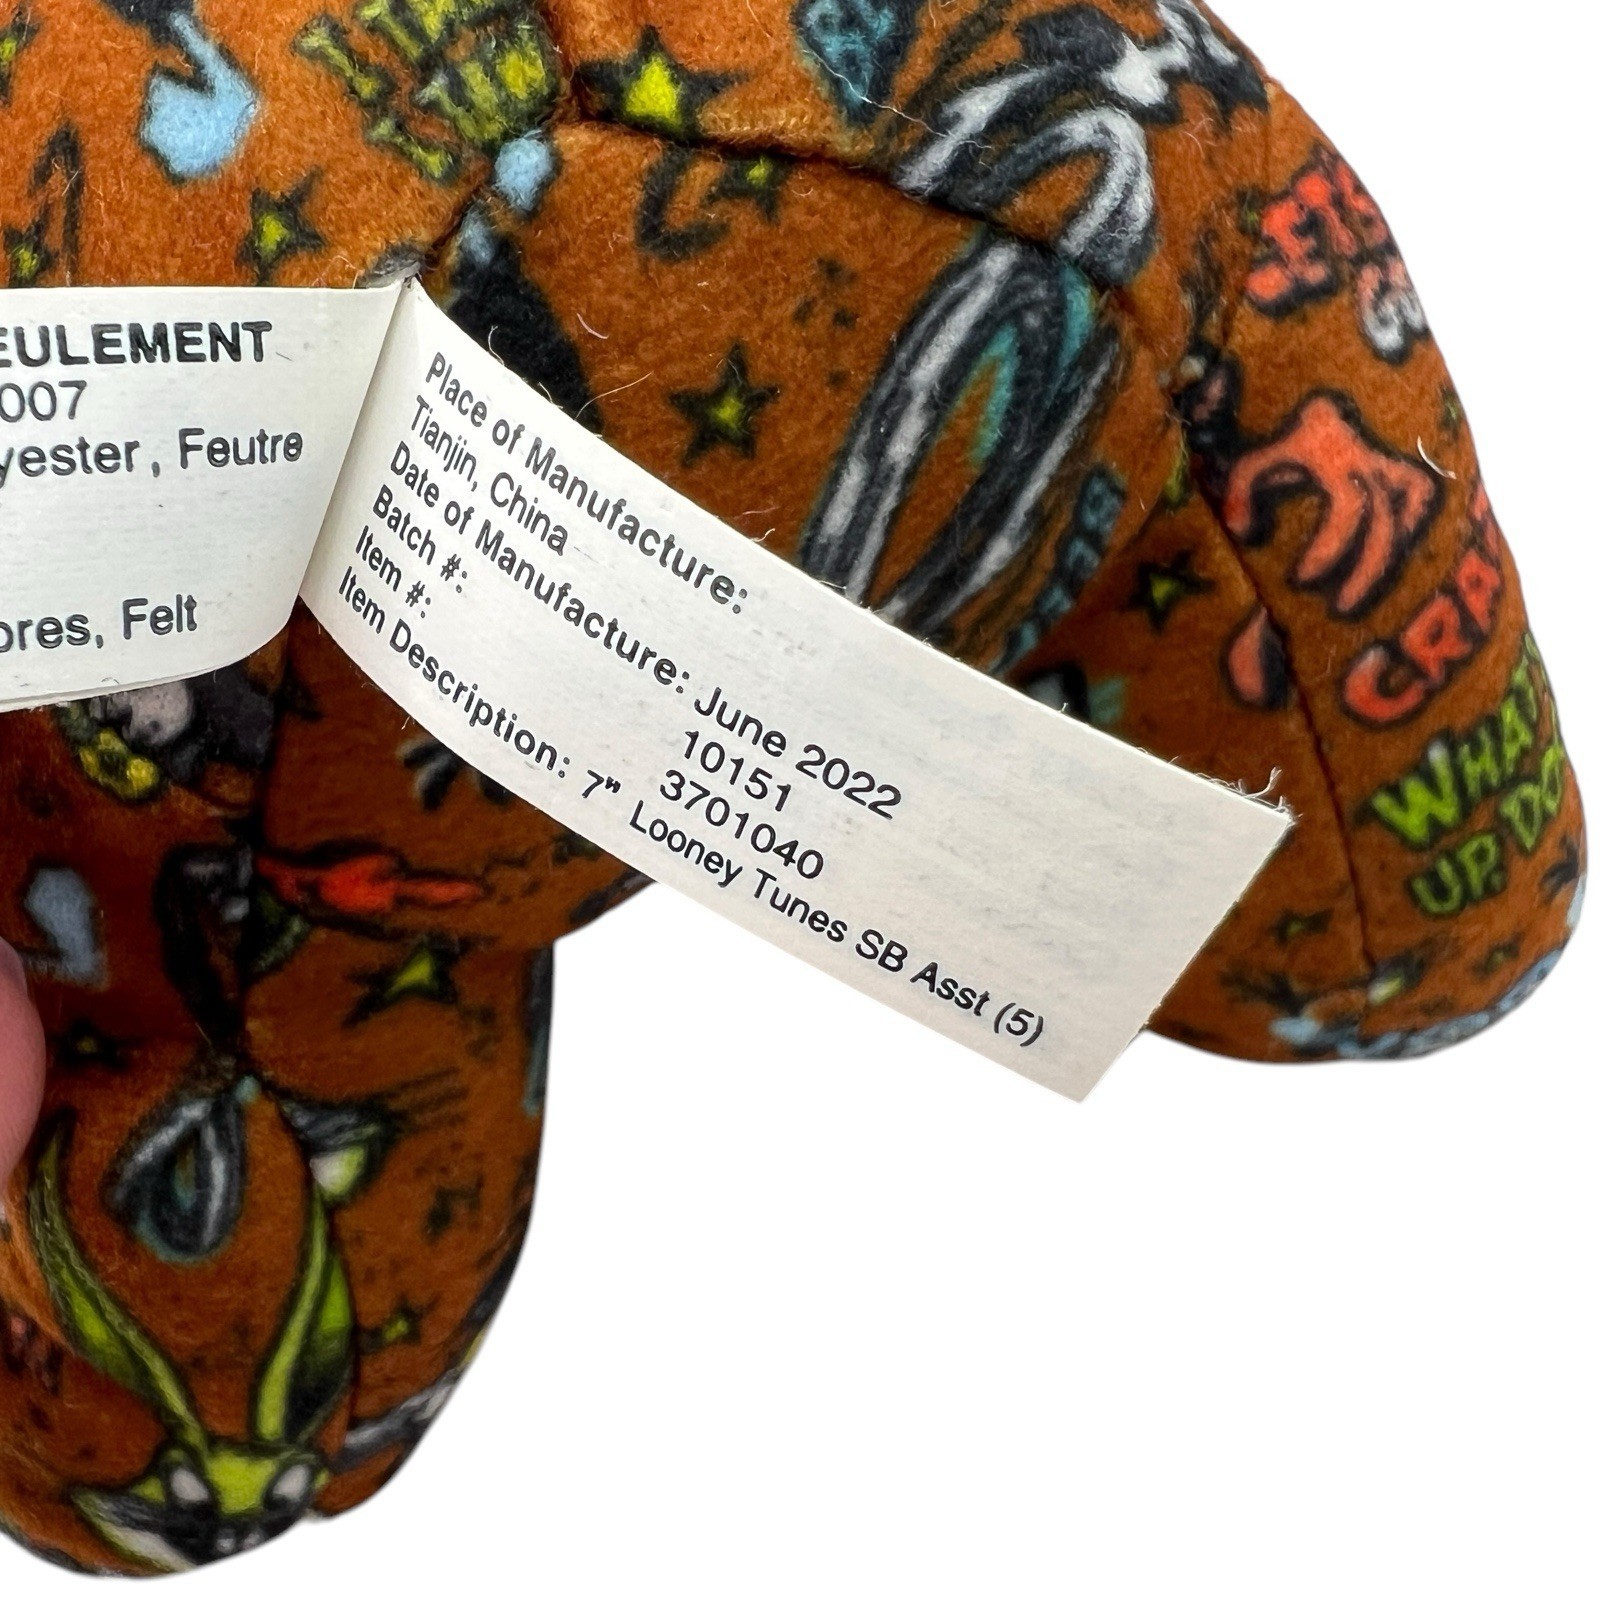 EULEMENT
007
yester, Feutre
ores, Felt
Place of Manufacture:
Tianjin, China
Date of Manufacture: June 2022
Batch #: 10151
Item #: 3701040
Item Description: 7" Looney Tunes SB Asst (5)
CRA
WHAT'
UP, DO